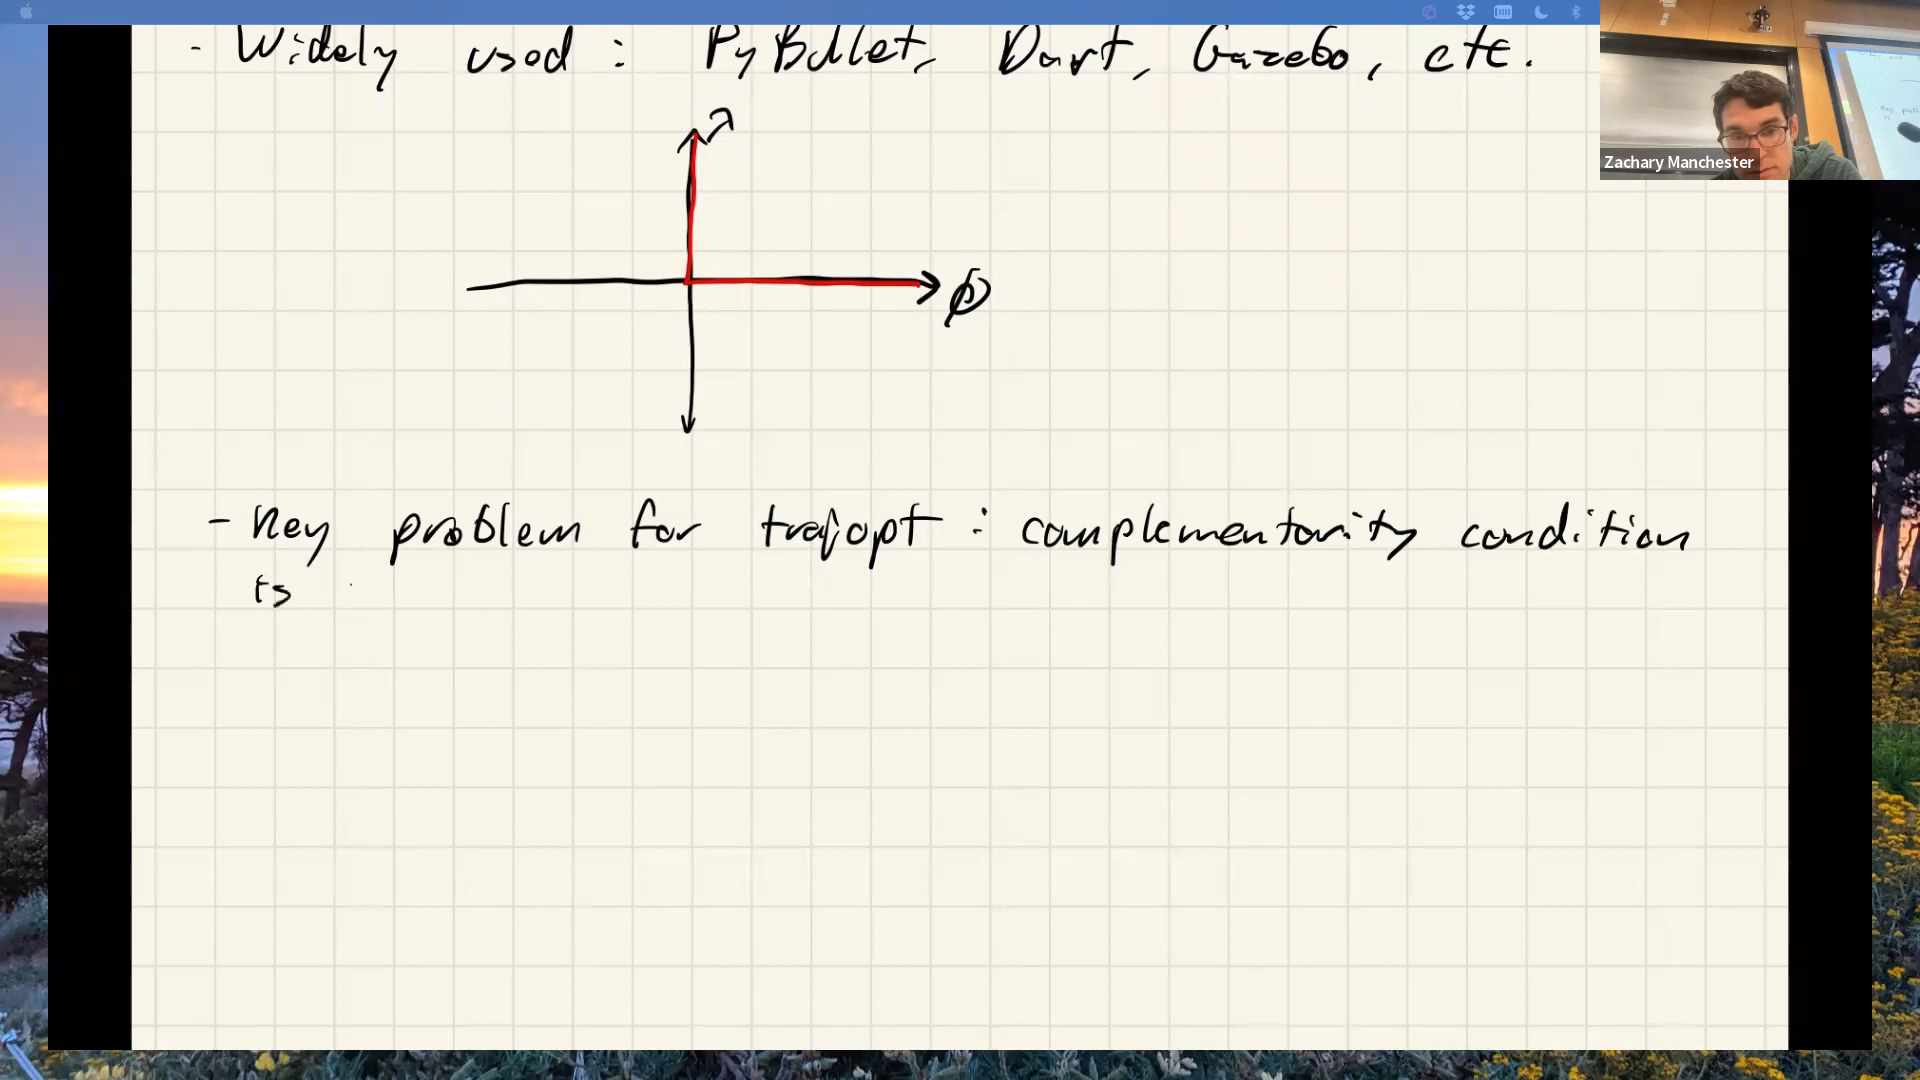 - Widely used : PyBullet, Dart, Gazebo, etc.
Zachary Manchester
ϕ
- Key problem for trajopt : complementarity condition
is